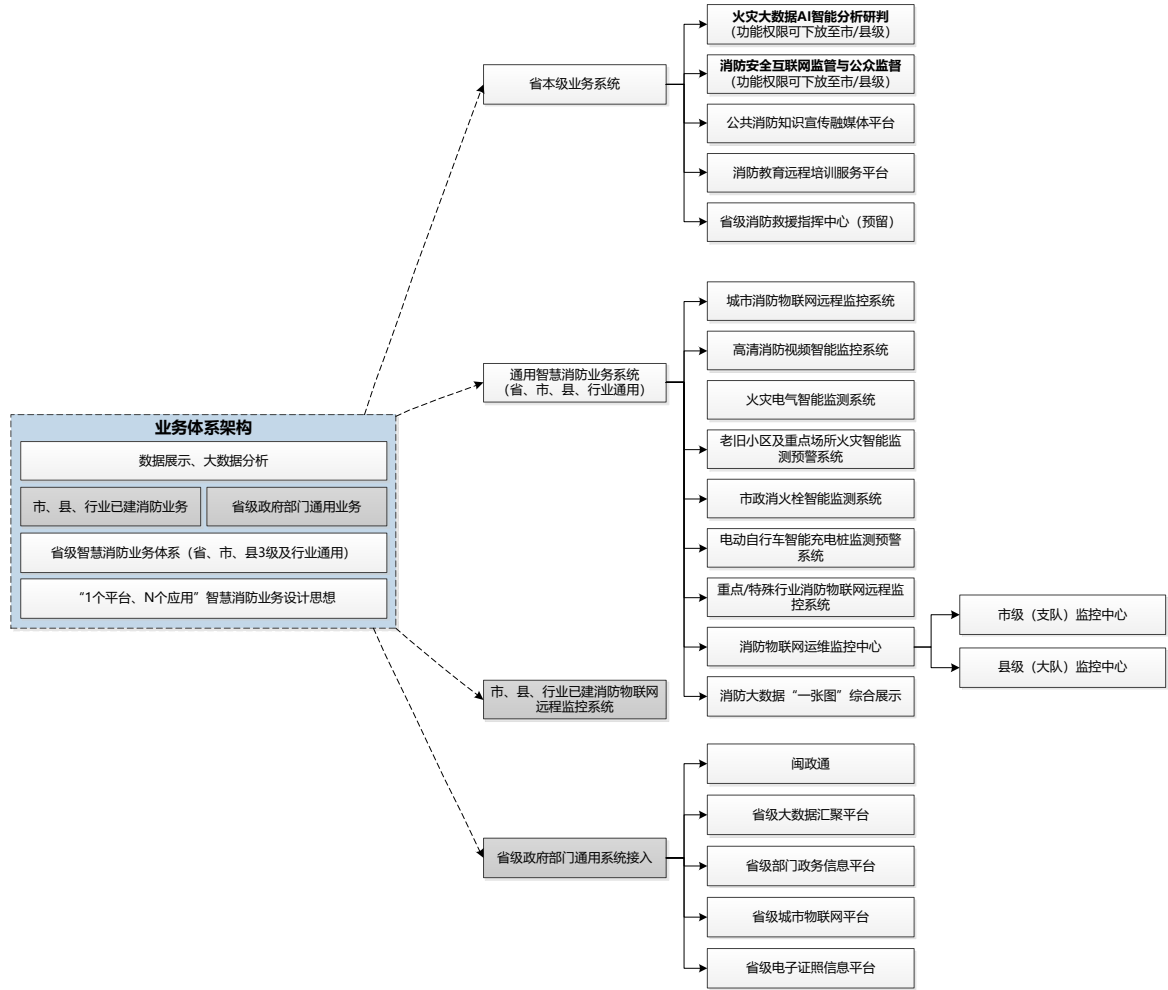 火灾大数据AI智能分析研判
（功能权限可下放至市/县级）
消防安全互联网监管与公众监督
（功能权限可下放至市/县级）
省本级业务系统
公共消防知识宣传融媒体平台
消防教育远程培训服务平台
省级消防救援指挥中心（预留）
城市消防物联网远程监控系统
高清消防视频智能监控系统
通用智慧消防业务系统
（省、市、县、行业通用）
火灾电气智能监测系统
老旧小区及重点场所火灾智能监
测预警系统
市政消火栓智能监测系统
电动自行车智能充电桩监测预警
系统
重点/特殊行业消防物联网远程监
控系统
消防物联网运维监控中心
市级（支队）监控中心
县级（大队）监控中心
消防大数据“一张图”综合展示
业务体系架构
数据展示、大数据分析
市、县、行业已建消防业务
省级政府部门通用业务
省级智慧消防业务体系（省、市、县3级及行业通用）
“1个平台、N个应用”智慧消防业务设计思想
市、县、行业已建消防物联网
远程监控系统
省级政府部门通用系统接入
闽政通
省级大数据汇聚平台
省级部门政务信息平台
省级城市物联网平台
省级电子证照信息平台